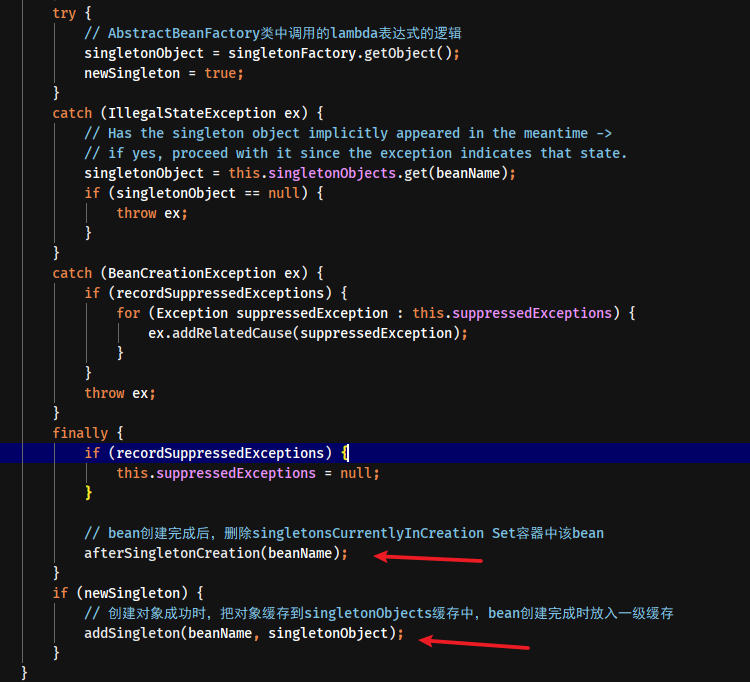 try {
// AbstractBeanFactory类中调用的lambda表达式的逻辑
singletonObject = singletonFactory.getObject();
newSingleton = true;
}
catch (IllegalStateException ex) {
// Has the singleton object implicitly appeared in the meantime ->
// if yes, proceed with it since the exception indicates that state.
singletonObject = this.singletonObjects.get(beanName);
if (singletonObject == null) {
throw ex;
}
}
catch (BeanCreationException ex) {
if (recordSuppressedExceptions) {
for (Exception suppressedException : this.suppressedExceptions) {
ex.addRelatedCause(suppressedException);
}
}
throw ex;
}
finally {
if (recordSuppressedExceptions) {
this.suppressedExceptions = null;
}
// bean创建完成后，删除singletonsCurrentlyInCreation Set容器中该bean
afterSingletonCreation(beanName);
}
if (newSingleton) {
// 创建对象成功时，把对象缓存到singletonObjects缓存中，bean创建完成时放入一级缓存
addSingleton(beanName, singletonObject);
}
}